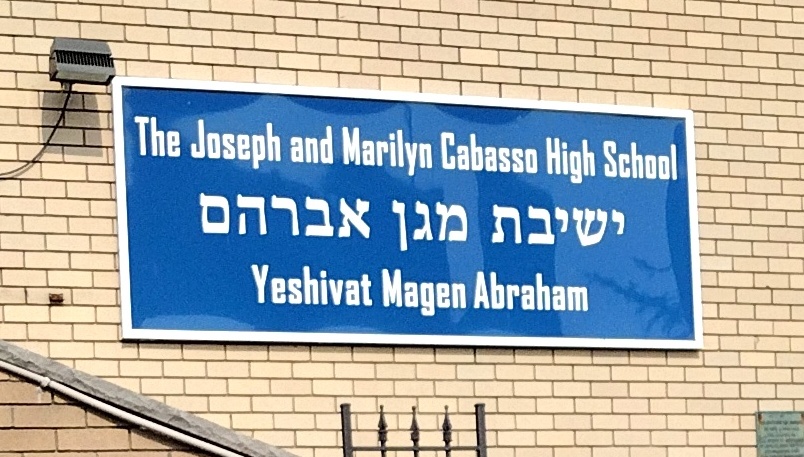 The Joseph and Marilyn Cabasso High School
ישיבת מגן אברהם
Yeshivat Magen Abraham